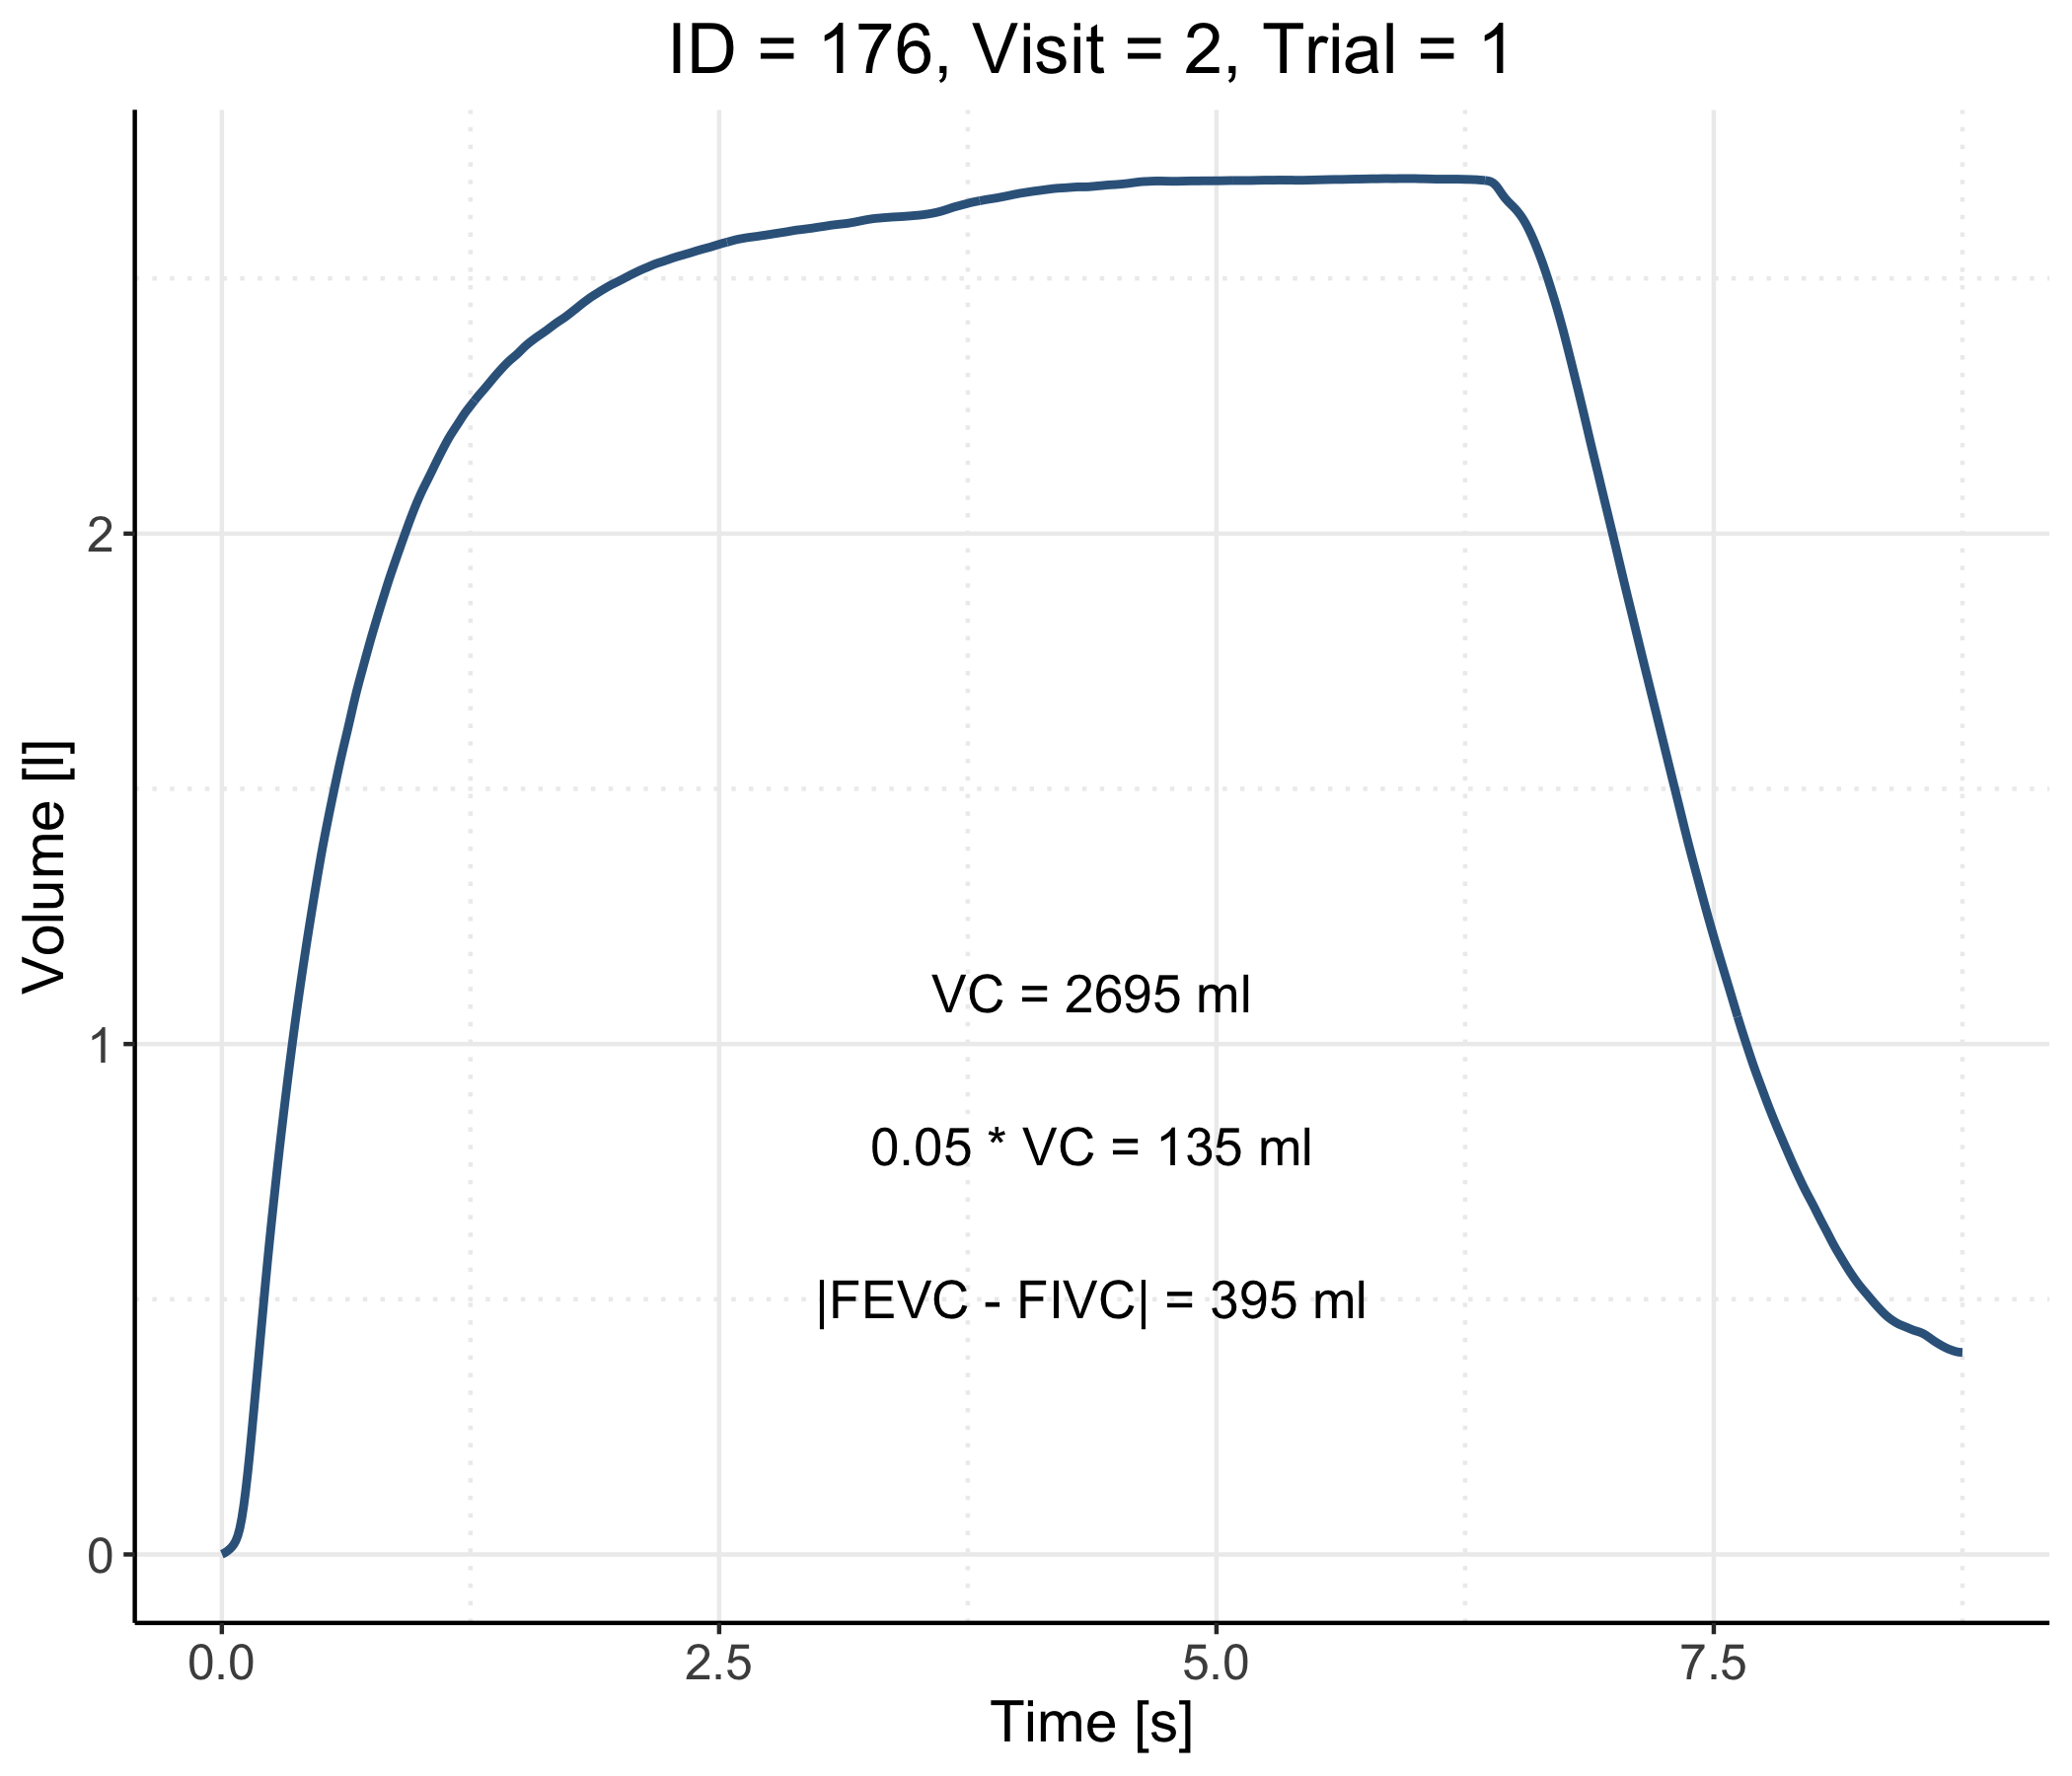 ID = 176, Visit = 2, Trial = 1
Volume [l]
2
1
0
VC = 2695 ml
0.05 * VC = 135 ml
|FEVC - FIVC| = 395 ml
0.0 2.5 5.0 7.5
Time [s]